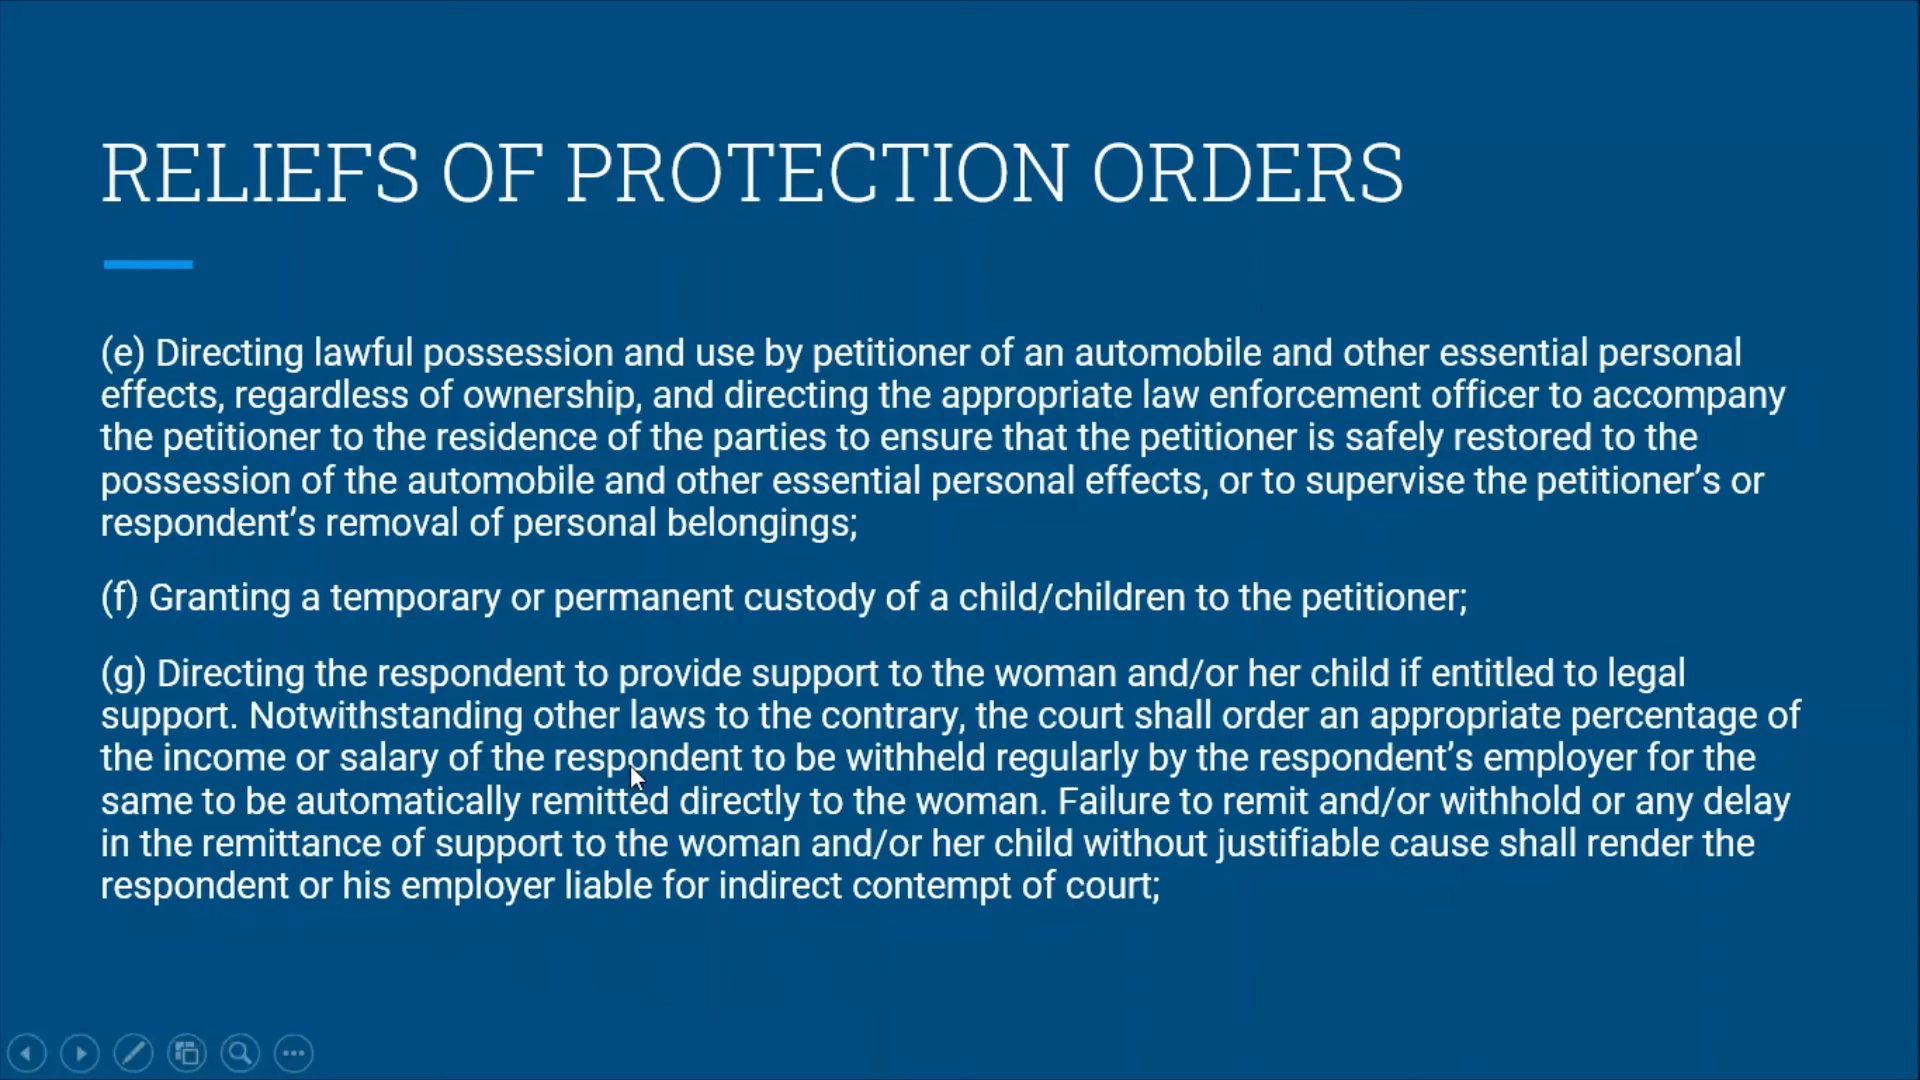 RELIEFS OF PROTECTION ORDERS
(e) Directing lawful possession and use by petitioner of an automobile and other essential personal
effects, regardless of ownership, and directing the appropriate law enforcement officer to accompany
the petitioner to the residence of the parties to ensure that the petitioner is safely restored to the
possession of the automobile and other essential personal effects, or to supervise the petitioner’s or
respondent’s removal of personal belongings;
(f) Granting a temporary or permanent custody of a child/children to the petitioner;
(g) Directing the respondent to provide support to the woman and/or her child if entitled to legal
support. Notwithstanding other laws to the contrary, the court shall order an appropriate percentage of
the income or salary of the respondent to be withheld regularly by the respondent’s employer for the
same to be automatically remitted directly to the woman. Failure to remit and/or withhold or any delay
in the remittance of support to the woman and/or her child without justifiable cause shall render the
respondent or his employer liable for indirect contempt of court;